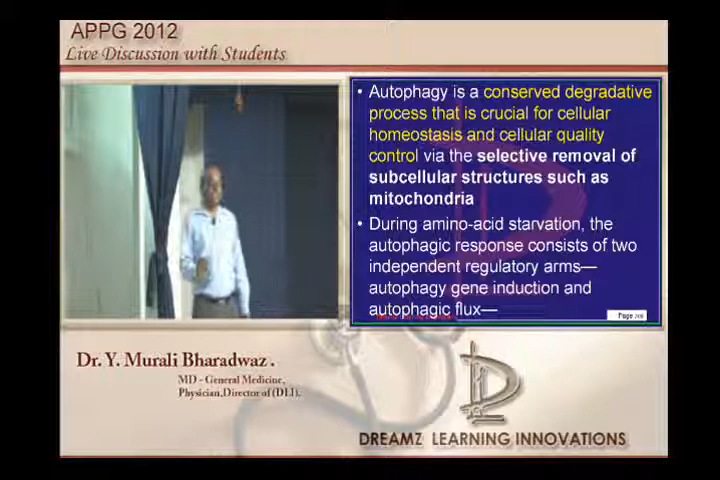 APPG 2012
Live Discussion with Students
• Autophagy is a conserved degradative
process that is crucial for cellular
homeostasis and cellular quality
control via the selective removal of
subcellular structures such as
mitochondria
• During amino-acid starvation, the
autophagic response consists of two
independent regulatory arms—
autophagy gene induction and
autophagic flux—
Dr. Y. Murali Bharadwaz .
MD - General Medicine,
Physician,Director of (DLI).
DREAMZ LEARNING INNOVATIONS